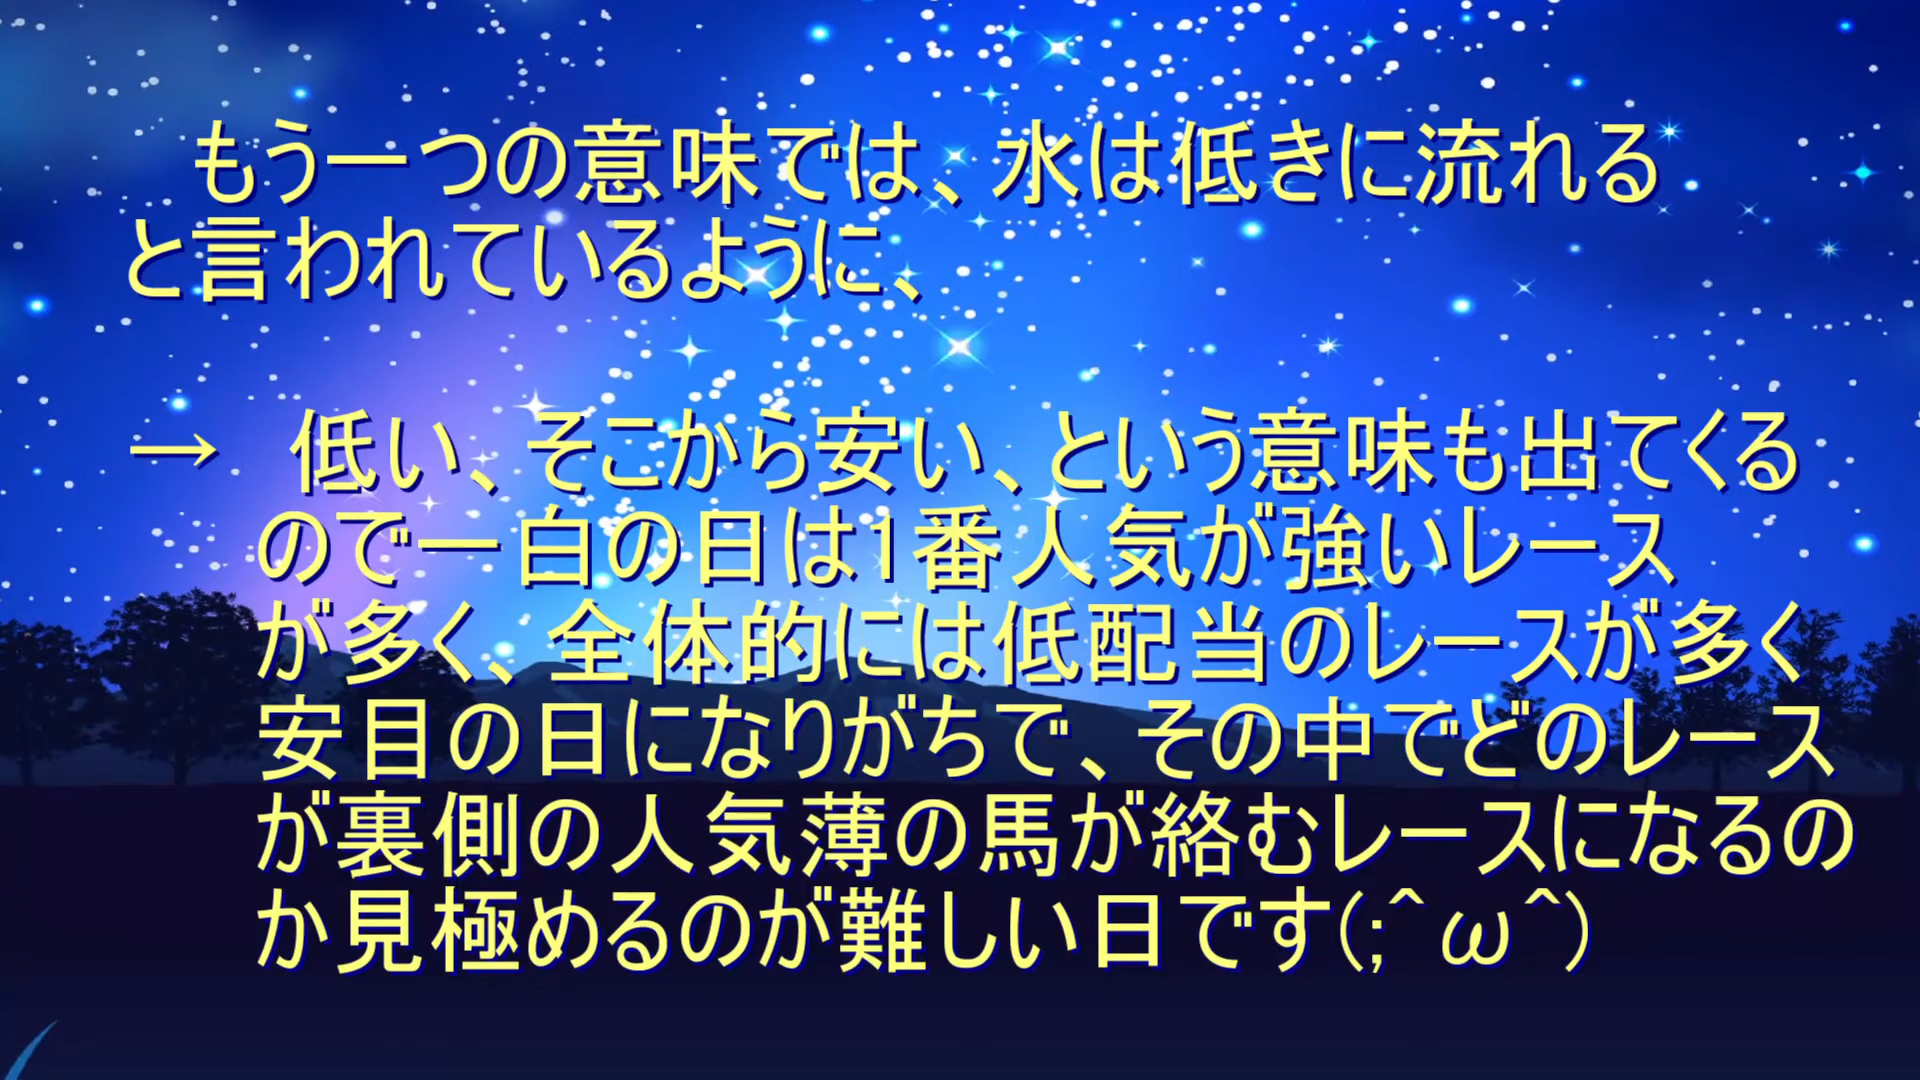 もう一つの意味では、水は低きに流れる
と言われているように、
→　低い、そこから安い、という意味も出てくる
ので一白の日は1番人気が強いレース
が多く、全体的には低配当のレースが多く
安目の日になりがちで、その中でどのレース
が裏側の人気薄の馬が絡むレースになるの
か見極めるのが難しい日です(;^ω^)